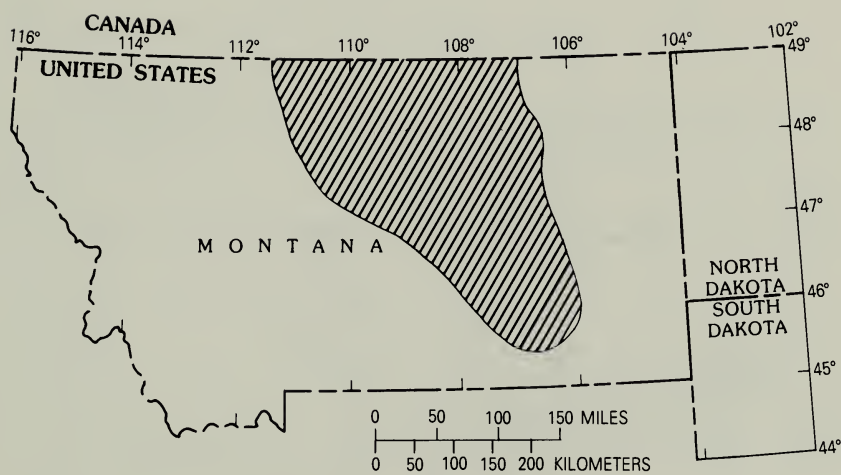 CANADA
116° 114° 112° 110° 108° 106° 104° 102°
49°
UNITED STATES
48°
47°
MONTANA
NORTH
DAKOTA
46°
SOUTH
DAKOTA
45°
0 50 100 150 MILES
44°
0 50 100 150 200 KILOMETERS